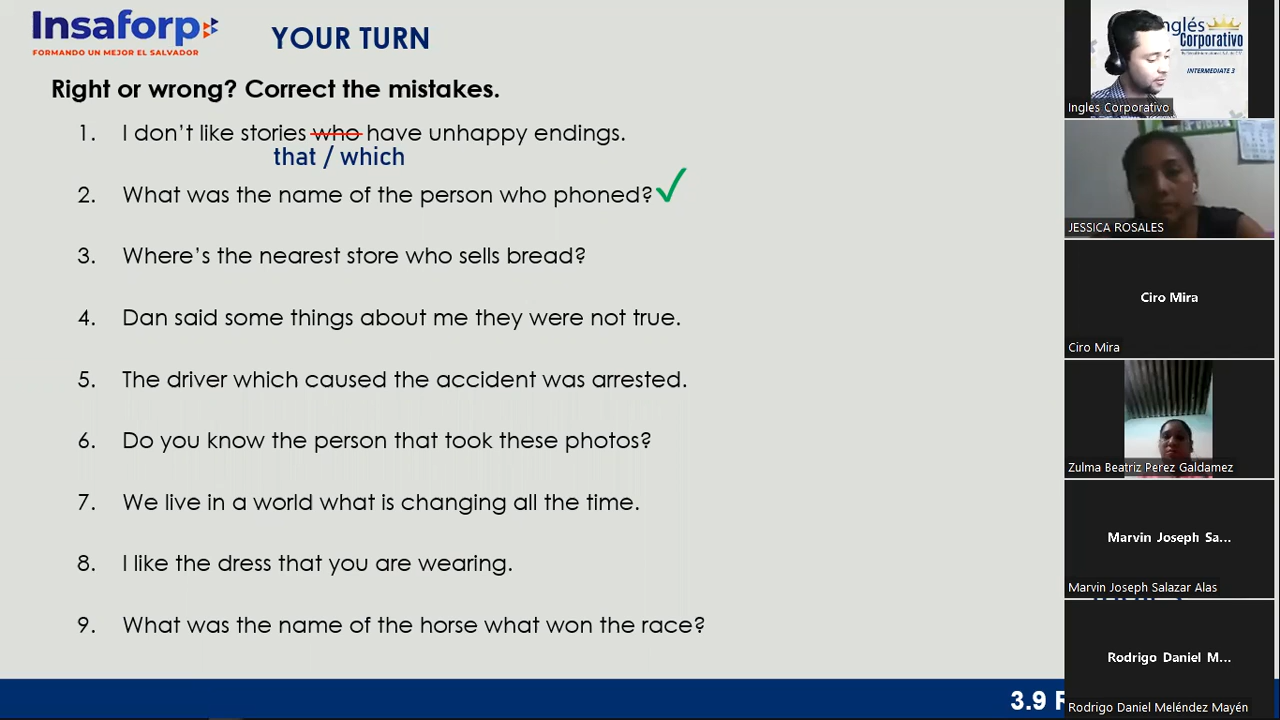 Insaforp
FORMANDO UN MEJOR EL SALVADOR
YOUR TURN
Right or wrong? Correct the mistakes.
1. I don't like stories who have unhappy endings.
that / which
2. What was the name of the person who phoned?
3. Where's the nearest store who sells bread?
4. Dan said some things about me they were not true.
5. The driver which caused the accident was arrested.
6. Do you know the person that took these photos?
7. We live in a world what is changing all the time.
8. I like the dress that you are wearing.
9. What was the name of the horse what won the race?
3.9
Inglés
Corporativo
INTERMEDIATE 3
Ingles Corporativo
JESSICA ROSALES
Ciro Mira
Ciro Mira
Zulma Beatriz Perez Galdamez
Marvin Joseph Sa...
Marvin Joseph Salazar Alas
Rodrigo Daniel M...
Rodrigo Daniel Meléndez Mayén